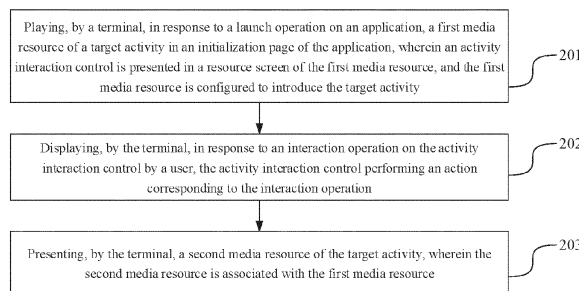 Playing, by a terminal, in response to a launch operation on an application, a first media
resource of a target activity in an initialization page of the application, wherein an activity
interaction control is presented in a resource screen of the first media resource, and the first
media resource is configured to introduce the target activity
201
Displaying, by the terminal, in response to an interaction operation on the activity
interaction control by a user, the activity interaction control performing an action
corresponding to the interaction operation
202
Presenting, by the terminal, a second media resource of the target activity, wherein the
second media resource is associated with the first media resource
203